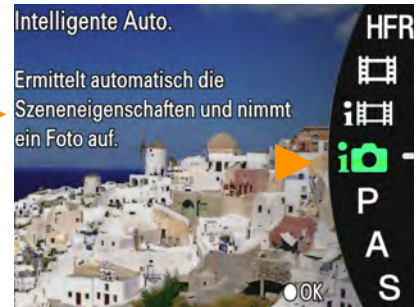 Intelligente Auto.
Ermittelt automatisch die
Szeneneigenschaften und nimmt
ein Foto auf.
HFR
i
i
P
A
S
OK